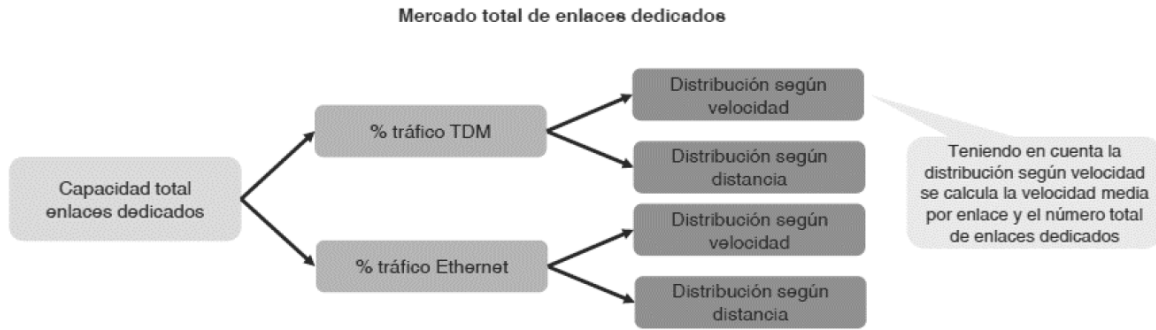 Mercado total de enlaces dedicados
Capacidad total
enlaces dedicados
% tráfico TDM
% tráfico Ethernet
Distribución según
velocidad
Distribución según
distancia
Distribución según
velocidad
Distribución según
distancia
Teniendo en cuenta la
distribución según velocidad
se calcula la velocidad media
por enlace y el número total
de enlaces dedicados